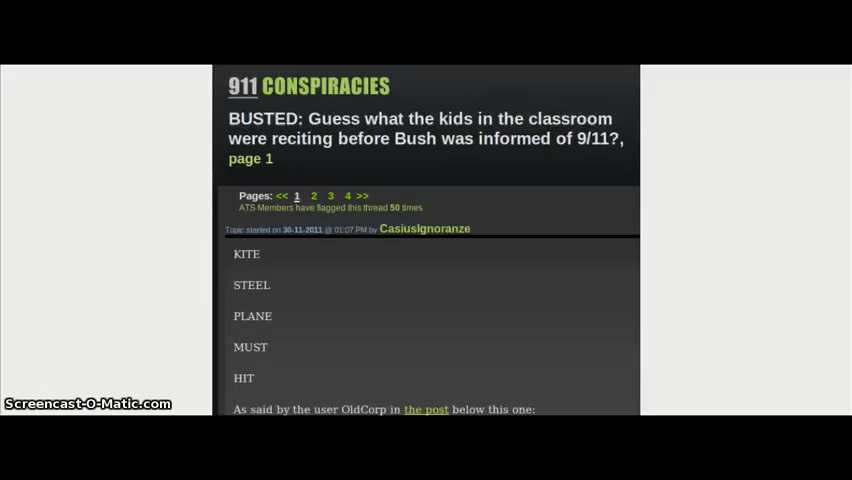 911 CONSPIRACIES
BUSTED: Guess what the kids in the classroom
were reciting before Bush was informed of 9/11?,
page 1
Pages: << 1 2 3 4 >>
ATS Members have flagged this thread 50 times
Topic started on 30-11-2011 @ 01:07 PM by CasiusIgnoranze
KITE
STEEL
PLANE
MUST
HIT
As said by the user OldCorp in the post below this one:
Screencast-O-Matic.com